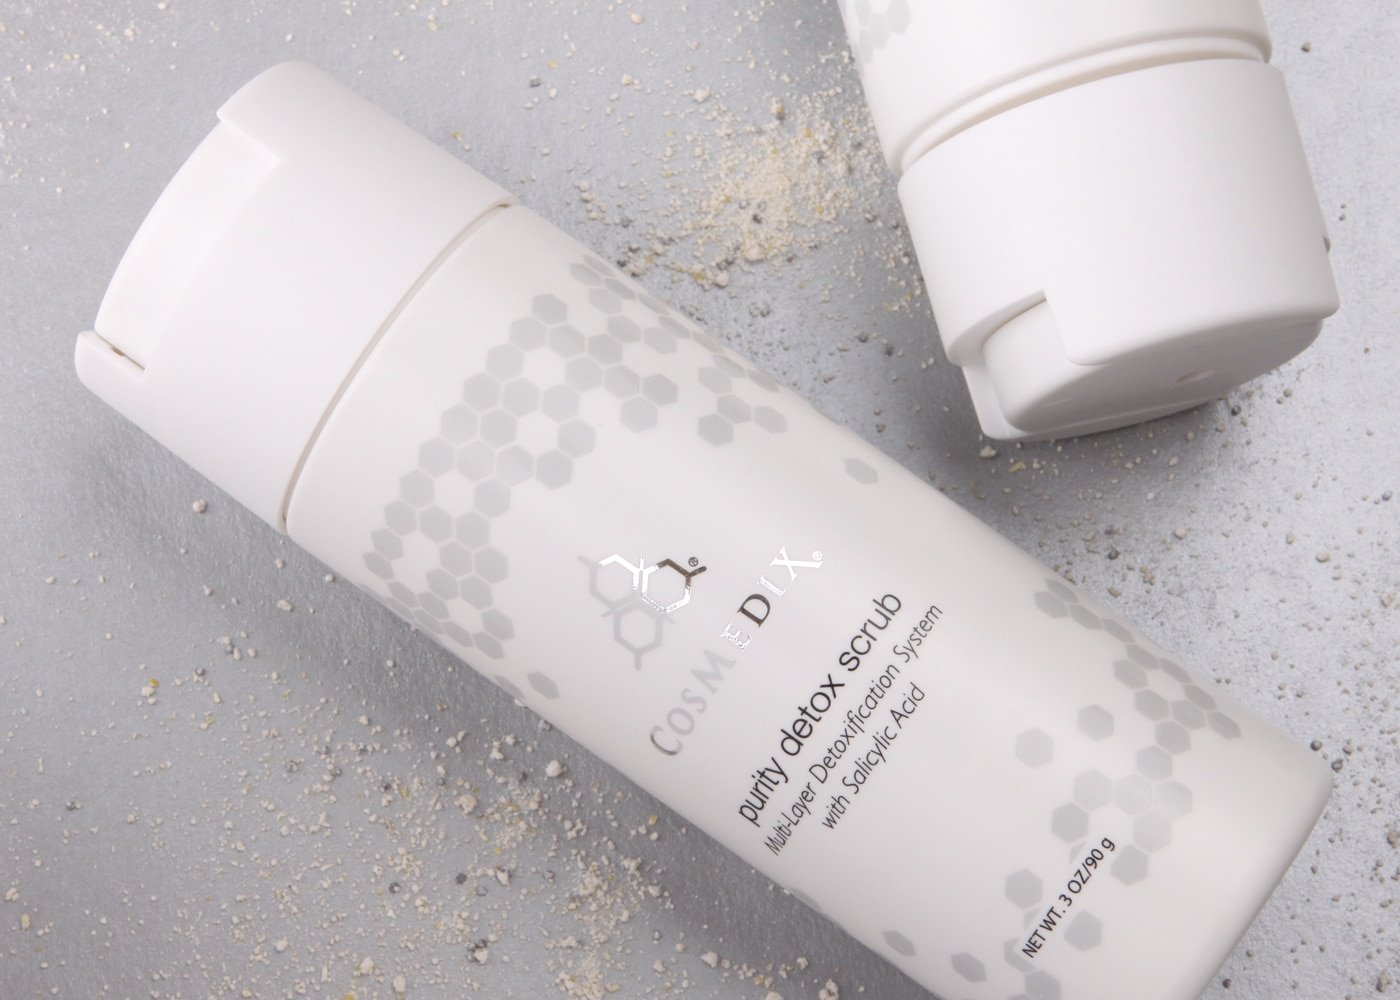 COSMEDIX®
purity detox scrub
Multi-Layer Detoxification System
with Salicylic Acid
NET WT. 3 OZ/90 g